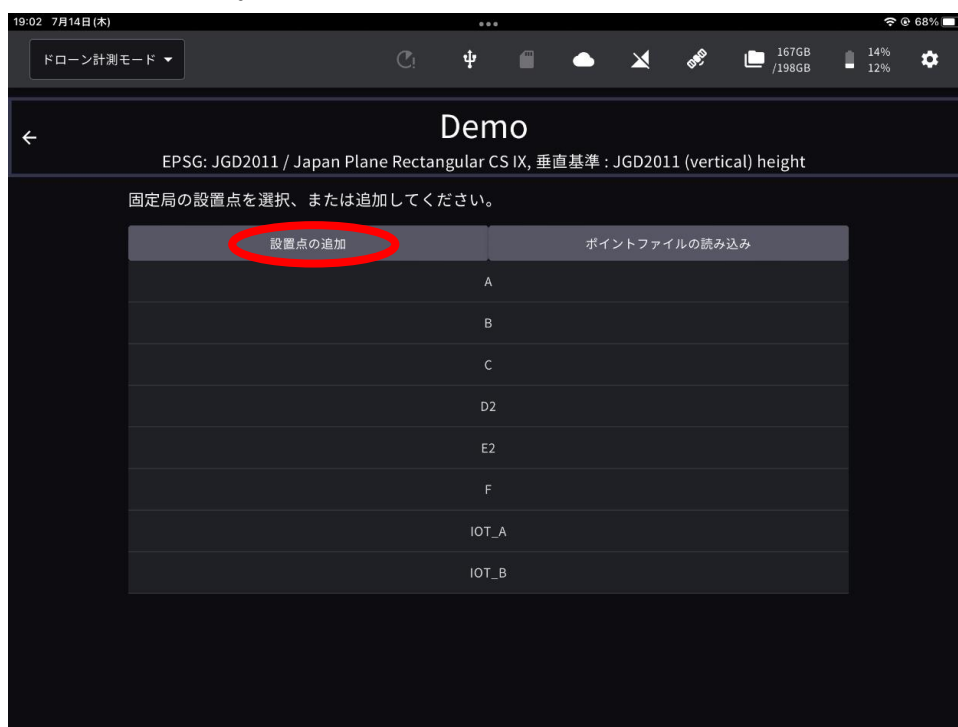 19:02 7月14日(木)
68%
ドローン計測モード
167GB
/198GB
14%
12%
Demo
EPSG: JGD2011 / Japan Plane Rectangular CS IX, 垂直基準 : JGD2011 (vertical) height
固定局の設置点を選択、または追加してください。
設置点の追加
ポイントファイルの読み込み
A
B
C
D2
E2
F
IOT_A
IOT_B